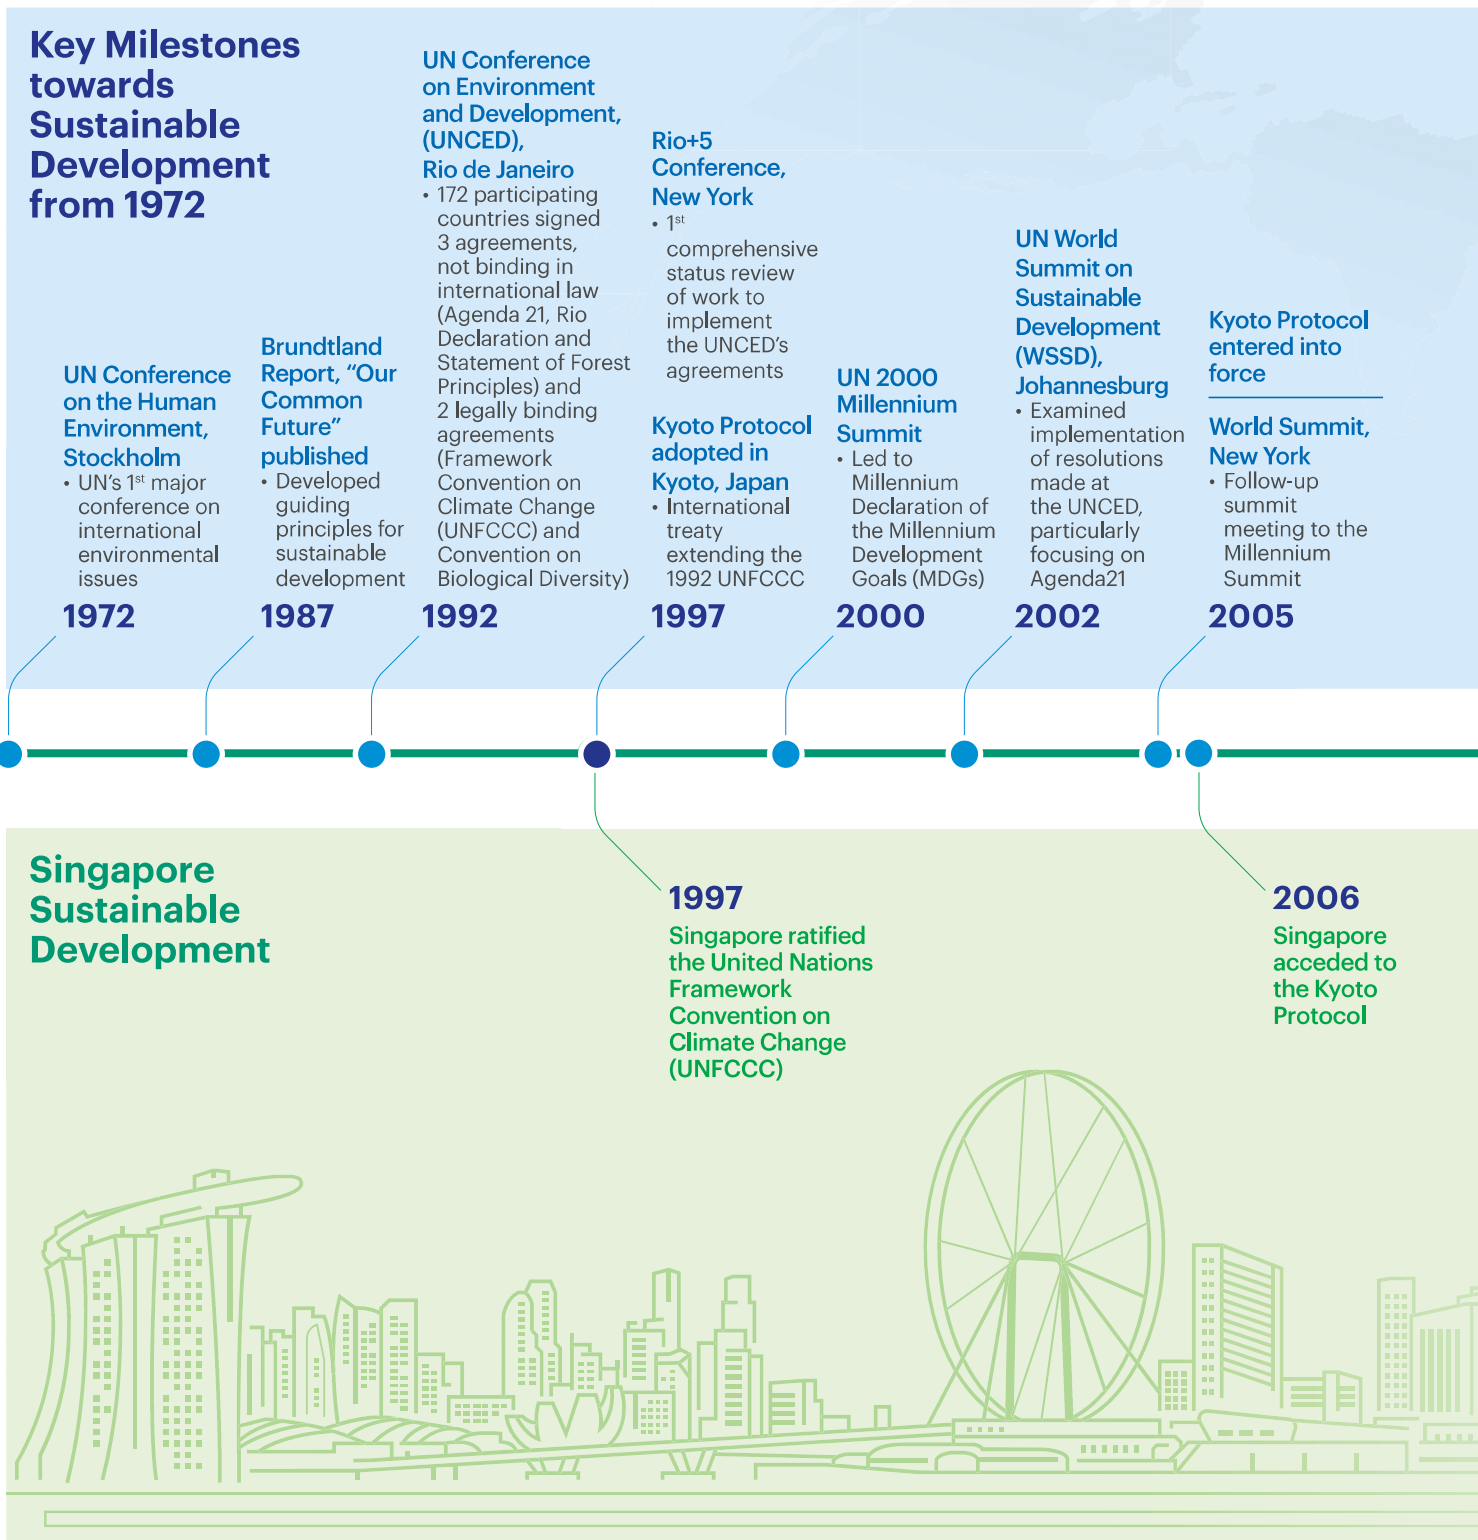 Key Milestones
towards
Sustainable
Development
from 1972
UN Conference
on the Human
Environment,
Stockholm
• UN's 1st major
conference on
international
environmental
issues
1972
Brundtland
Report, “Our
Common
Future”
published
• Developed
guiding
principles for
sustainable
development
1987
UN Conference
on Environment
and Development,
(UNCED),
Rio de Janeiro
• 172 participating
countries signed
3 agreements,
not binding in
international law
(Agenda 21, Rio
Declaration and
Statement of Forest
Principles) and
2 legally binding
agreements
(Framework
Convention on
Climate Change
(UNFCCC) and
Convention on
Biological Diversity)
1992
Rio+5
Conference,
New York
• 1st
comprehensive
status review
of work to
implement
the UNCED's
agreements
Kyoto Protocol
adopted in
Kyoto, Japan
• International
treaty
extending the
1992 UNFCCC
1997
UN 2000
Millennium
Summit
• Led to
Millennium
Declaration of
the Millennium
Development
Goals (MDGs)
2000
UN World
Summit on
Sustainable
Development
(WSSD),
Johannesburg
• Examined
implementation
of resolutions
made at
the UNCED,
particularly
focusing on
Agenda21
2002
Kyoto Protocol
entered into
force
World Summit,
New York
• Follow-up
summit
meeting to the
Millennium
Summit
2005
Singapore
Sustainable
Development
1997
Singapore ratified
the United Nations
Framework
Convention on
Climate Change
(UNFCCC)
2006
Singapore
acceded to
the Kyoto
Protocol